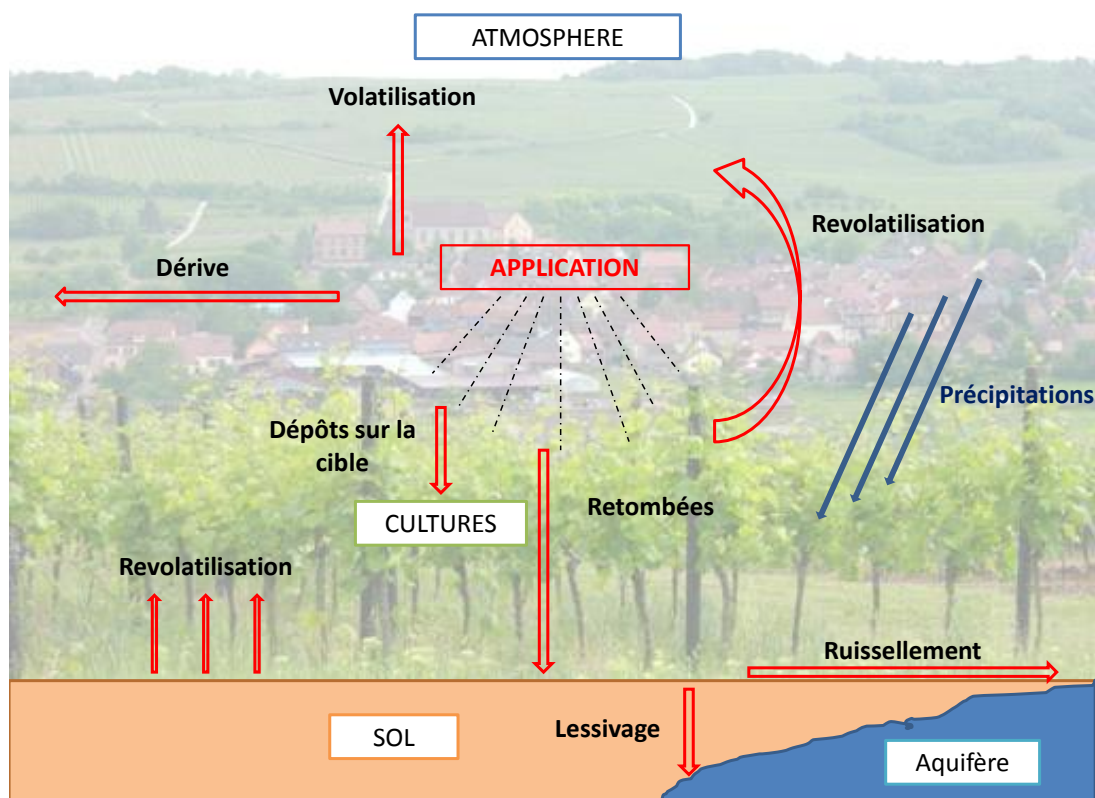 ATMOSPHERE
Volatilisation
Revolatilisation
Dérive
APPLICATION
Précipitations
Dépôts sur la
cible
Retombées
CULTURES
Revolatilisation
Ruissellement
Lessivage
SOL
Aquifère